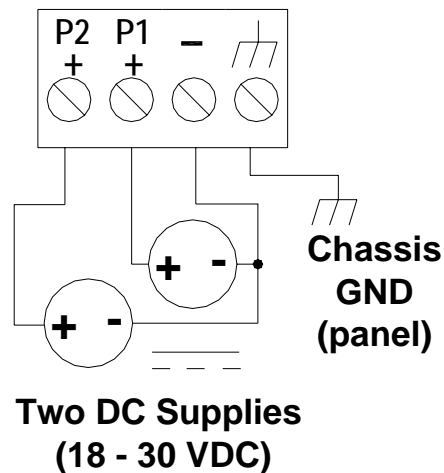 P2 P1 –
+ +
+ -
+ -
Chassis
GND
(panel)
Two DC Supplies
(18 - 30 VDC)